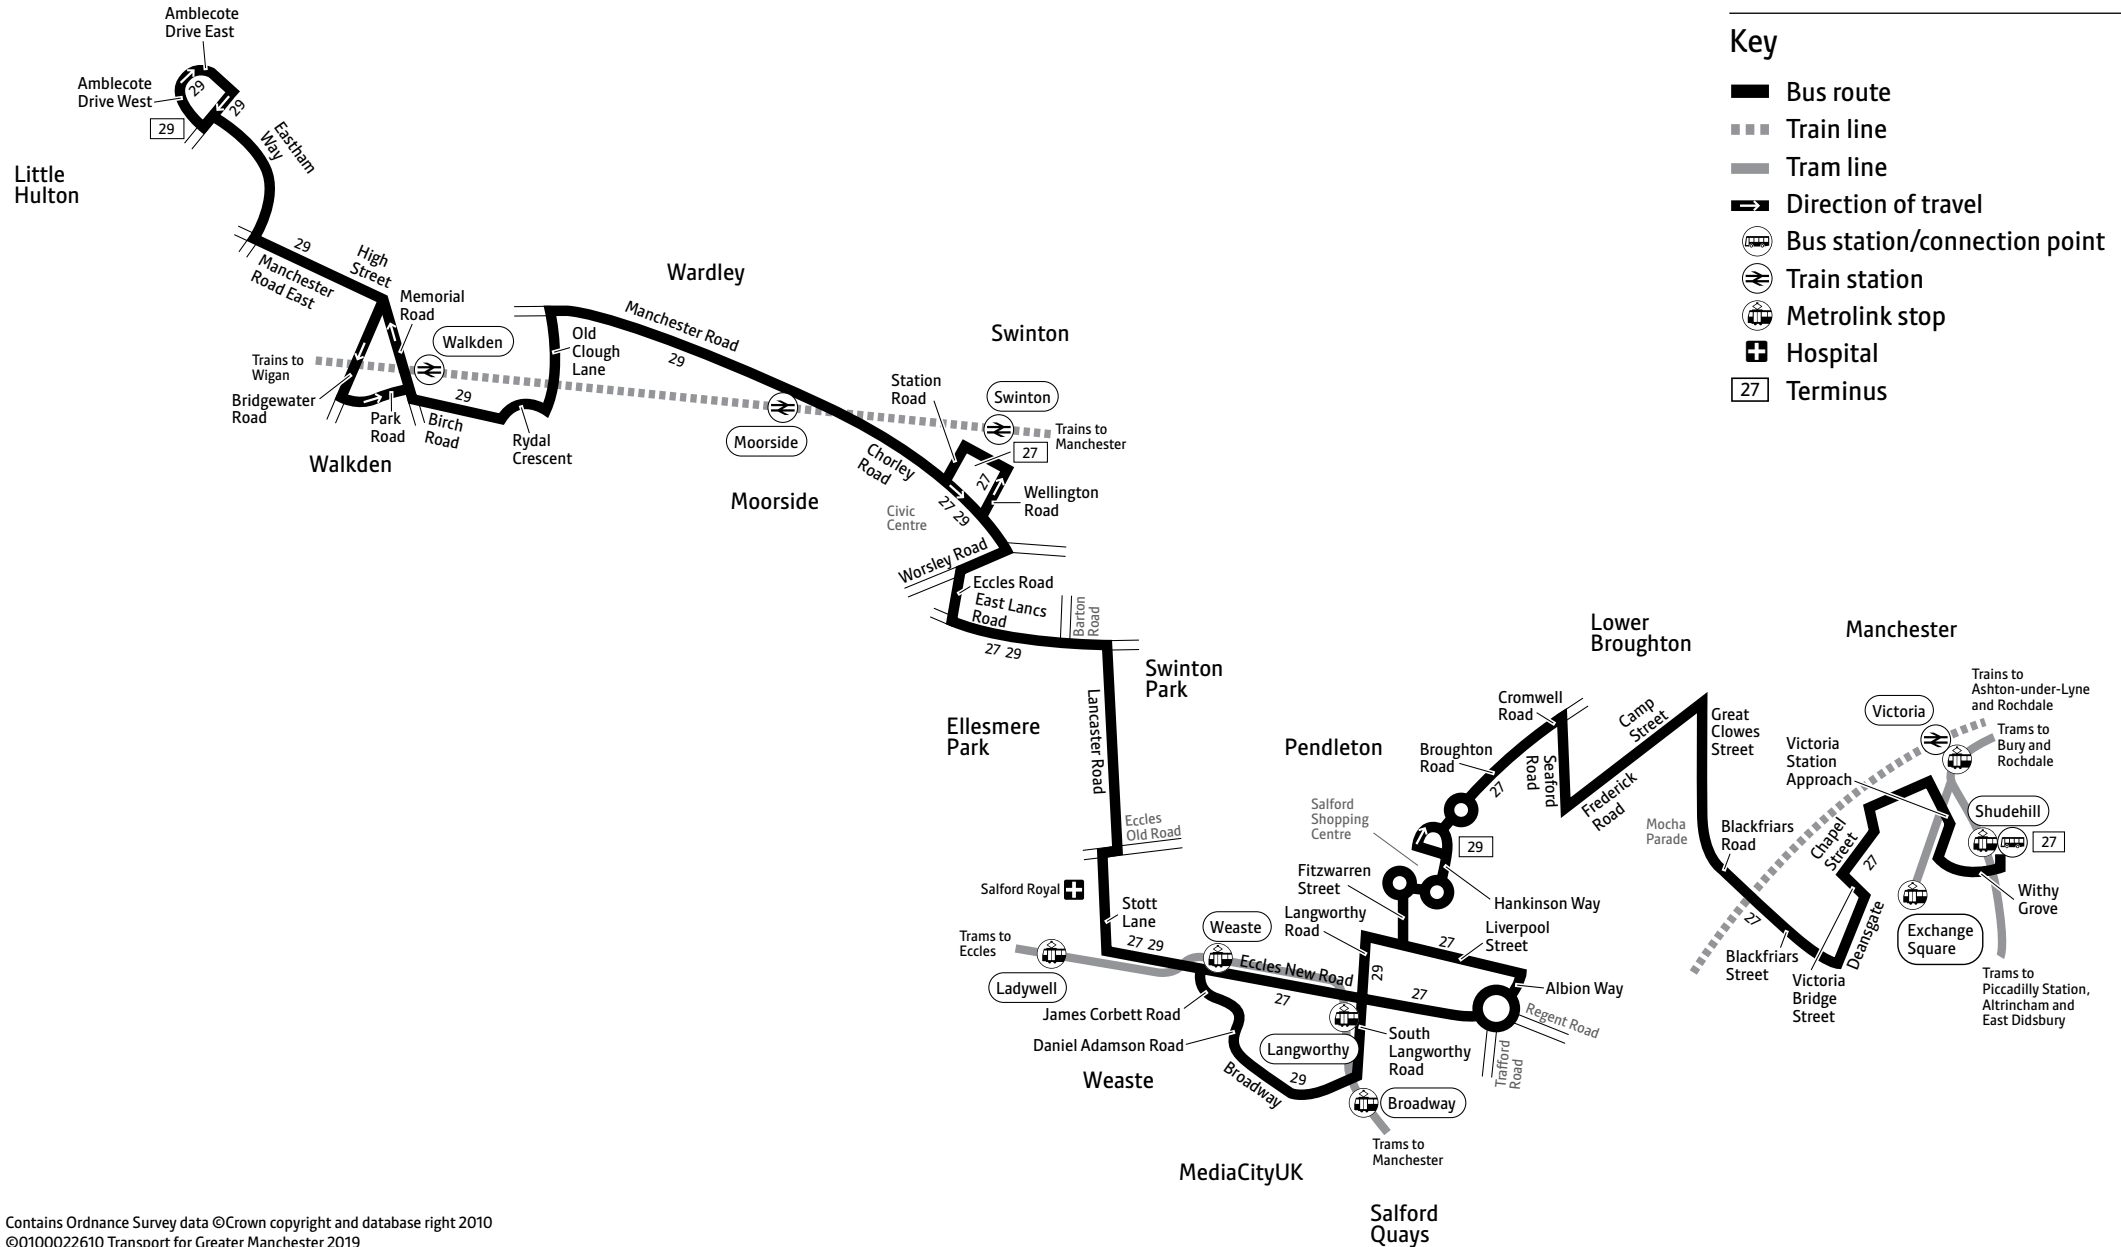 Amblecote
Drive East
Amblecote
Drive West
29
29
29
Eastham
Way
Little
Hulton
29
High
Street
Manchester
Road East
Memorial
Road
Walkden
Trains to
Wigan
Bridgewater
Road
Park
Road
29
Birch
Road
Rydal
Crescent
Walkden
Old
Clough
Lane
Wardley
Manchester Road
29
Moorside
Moorside
Swinton
Station
Road
Swinton
Trains to
Manchester
27
27
Chorley
Road
27 29
Wellington
Road
Civic
Centre
Worsley Road
Eccles Road
East Lancs
Road
Barton
Road
27 29
Swinton
Park
Lancaster Road
Ellesmere
Park
Eccles
Old Road
Salford Royal
Stott
Lane
27 29
Trams to
Eccles
Ladywell
Weaste
Eccles New Road
27
James Corbett Road
Daniel Adamson Road
Weaste
Broadway
29
Langworthy
South
Langworthy
Road
Broadway
Trams to
Manchester
MediaCityUK
Salford
Quays
Pendleton
Salford
Shopping
Centre
Fitzwarren
Street
Langworthy
Road
29
27
27
Liverpool
Street
Hankinson Way
29
Albion Way
Regent Road
Trafford
Road
Broughton
Road
27
Cromwell
Road
Seaford
Road
Camp
Street
Frederick
Road
Lower
Broughton
Great
Clowes
Street
Mocha
Parade
Blackfriars
Road
27
Blackfriars
Street
Victoria
Bridge
Street
Deansgate
Chapel
Street
27
Victoria
Station
Approach
Manchester
Victoria
Trains to
Ashton-under-Lyne
and Rochdale
Trams to
Bury and
Rochdale
Shudehill
27
Withy
Grove
Exchange
Square
Trams to
Piccadilly Station,
Altrincham and
East Didsbury
Key
Bus route
Train line
Tram line
Direction of travel
Bus station/connection point
Train station
Metrolink stop
Hospital
27 Terminus
Contains Ordnance Survey data ©Crown copyright and database right 2010
©0100022610 Transport for Greater Manchester 2019